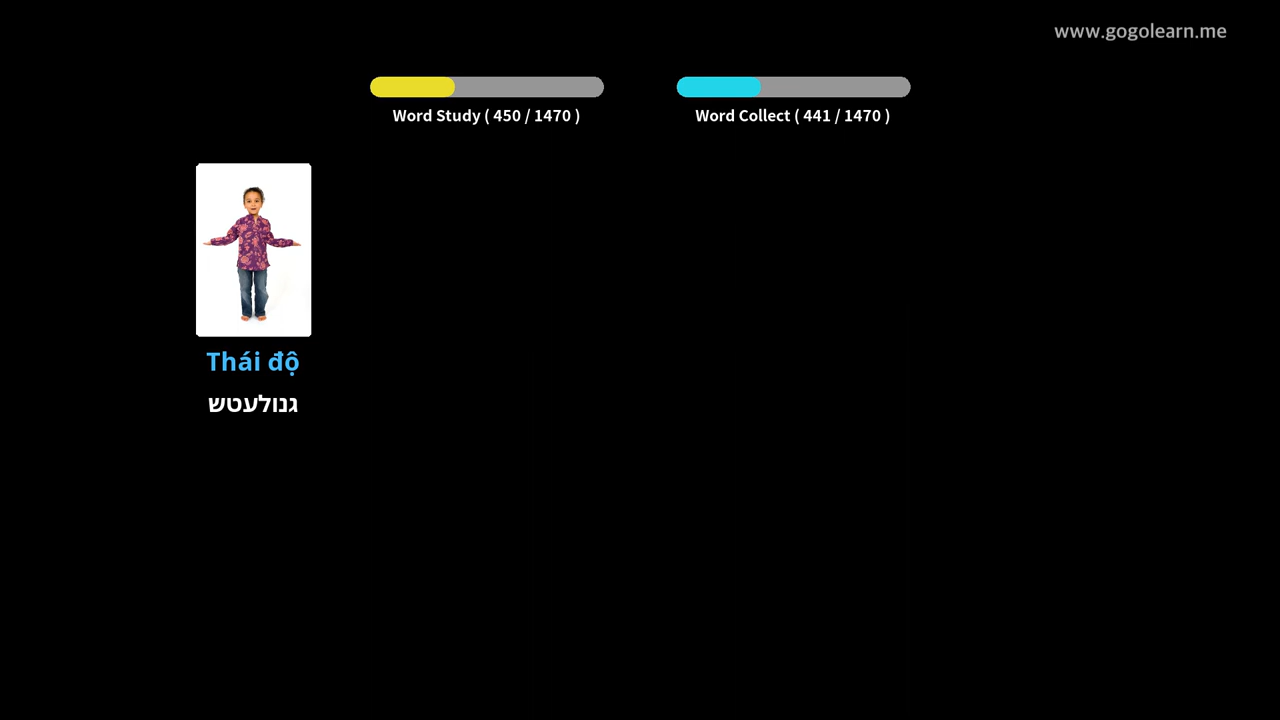 www.gogolearn.me
Word Study ( 450 / 1470 )
Word Collect ( 441 / 1470 )
Thái độ
גנולעטש